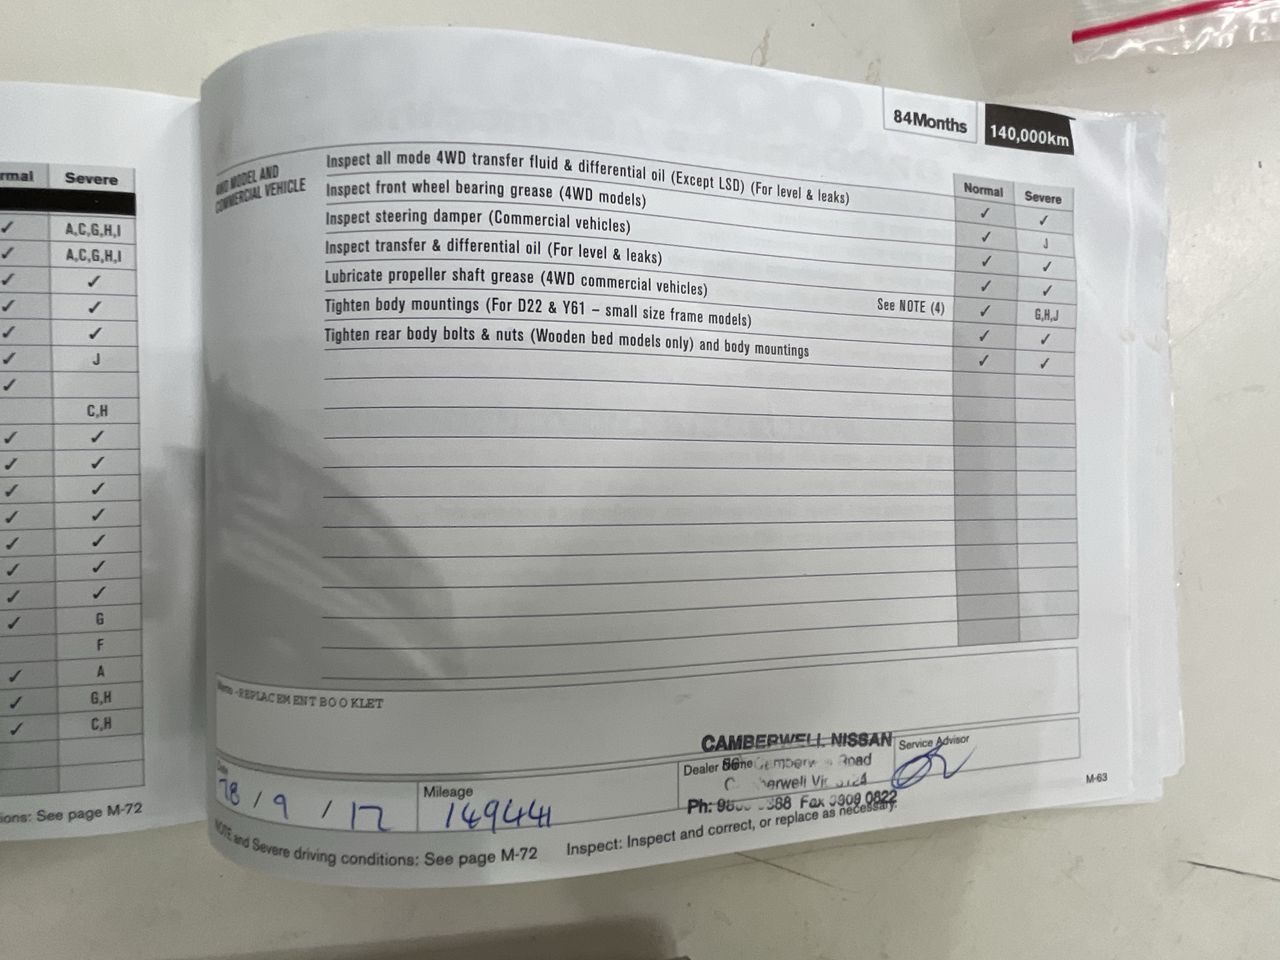 rmal Severe
✓ A,C,G,H,I
✓ A,C,G,H,I
✓ ✓
✓ ✓
✓ ✓
✓ J
✓
C,H
✓ ✓
✓ ✓
✓ ✓
✓ ✓
✓ ✓
✓ ✓
✓ ✓
✓ G
F
✓ A
✓ G,H
✓ C,H
ions: See page M-72
84Months 140,000km
4WD MODEL AND
COMMERCIAL VEHICLE
Normal Severe
Inspect all mode 4WD transfer fluid & differential oil (Except LSD) (For level & leaks) ✓ ✓
Inspect front wheel bearing grease (4WD models) ✓ J
Inspect steering damper (Commercial vehicles) ✓ ✓
Inspect transfer & differential oil (For level & leaks) ✓ ✓
Lubricate propeller shaft grease (4WD commercial vehicles) See NOTE (4) ✓ G,H,J
Tighten body mountings (For D22 & Y61 – small size frame models) ✓ ✓
Tighten rear body bolts & nuts (Wooden bed models only) and body mountings ✓ ✓
-REPLACEMENT BOOKLET
/ 9 / 17
Mileage
Dealer
CAMBERWELL NISSAN
Road
Ph: Fax 0822
Service Advisor
M-63
NOTE and Severe driving conditions: See page M-72 Inspect: Inspect and correct, or replace as necessary.